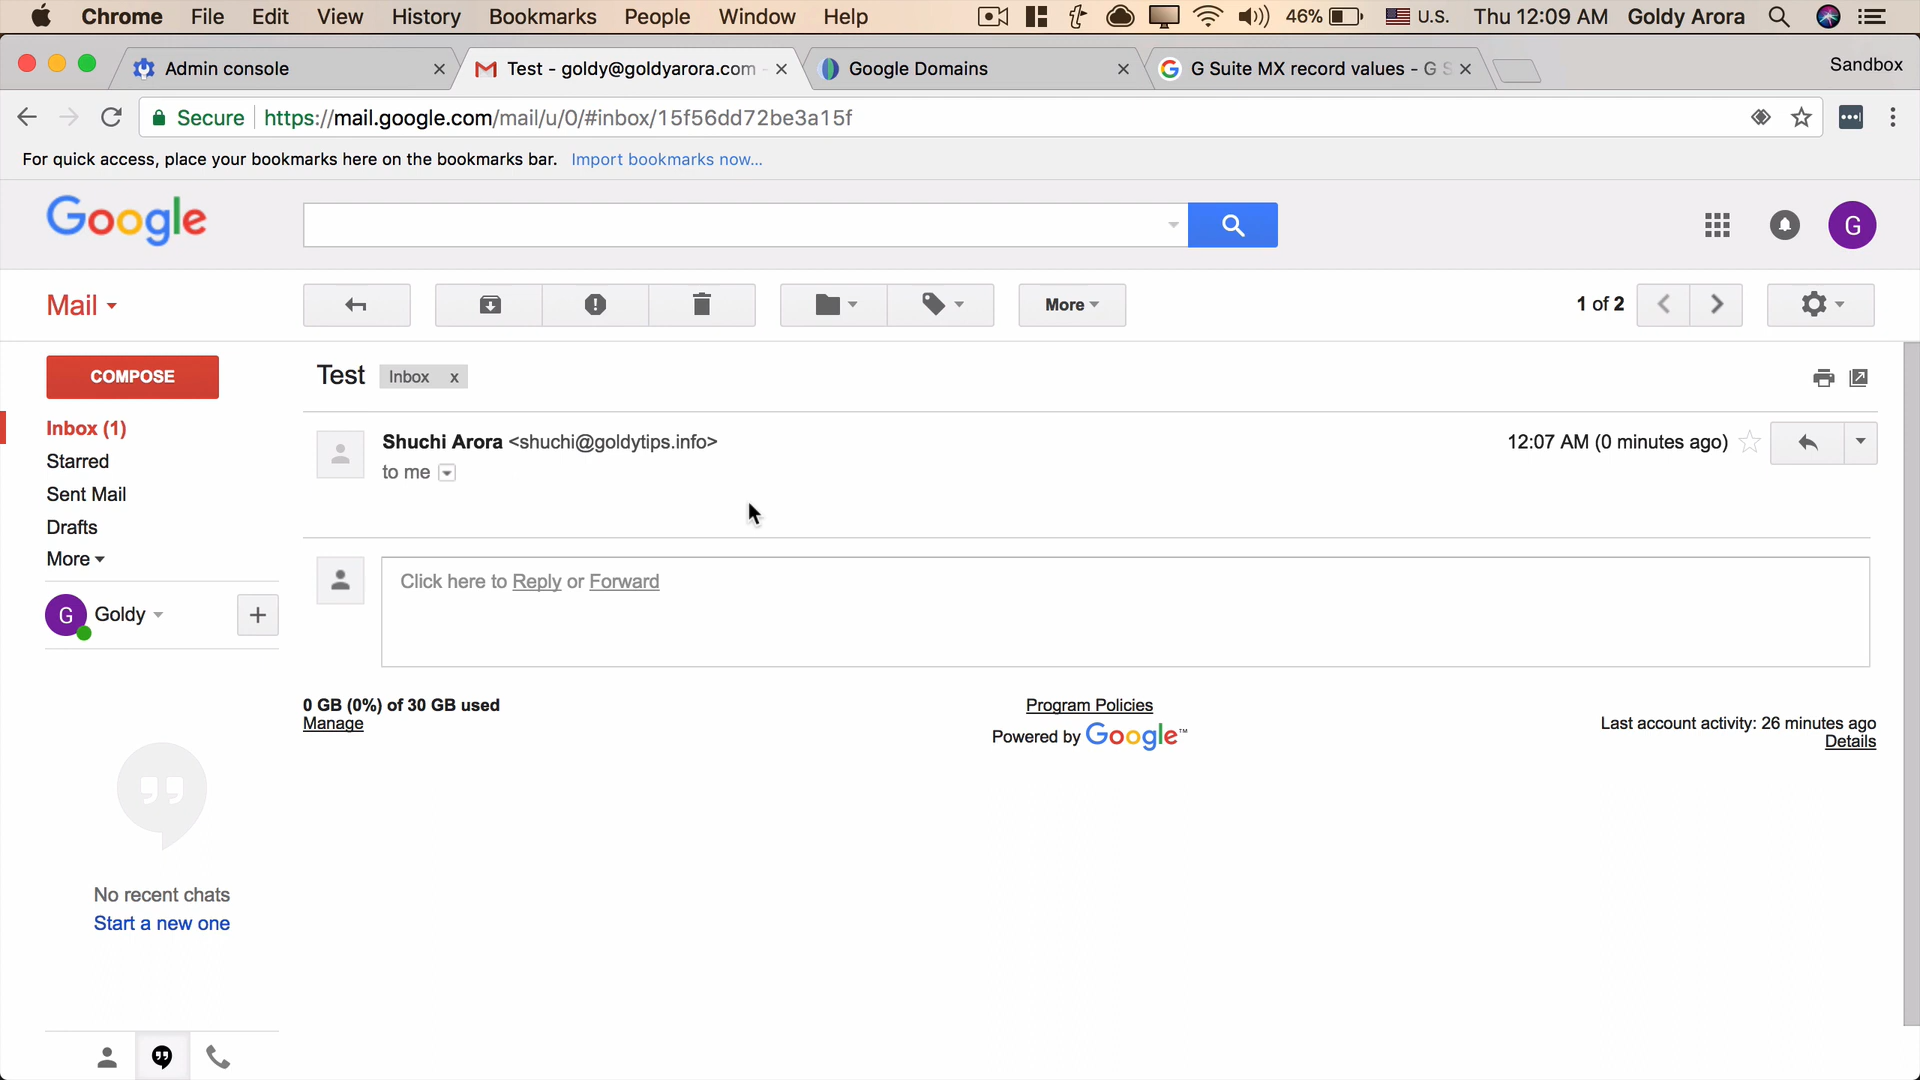 Chrome File Edit View History Bookmarks People Window Help 46% U.S. Thu 12:09 AM Goldy Arora
Admin console Test - goldy@goldyarora.com - Google Domains G Suite MX record values - G S Sandbox
Secure https://mail.google.com/mail/u/0/#inbox/15f56dd72be3a15f
For quick access, place your bookmarks here on the bookmarks bar. Import bookmarks now...
Google G
Mail More 1 of 2
COMPOSE Test Inbox x
Inbox (1) Shuchi Arora <shuchi@goldytips.info> 12:07 AM (0 minutes ago)
Starred to me
Sent Mail
Drafts
More Click here to Reply or Forward
G Goldy +
0 GB (0%) of 30 GB used Program Policies
Manage Powered by Google™ Last account activity: 26 minutes ago
Details
No recent chats
Start a new one